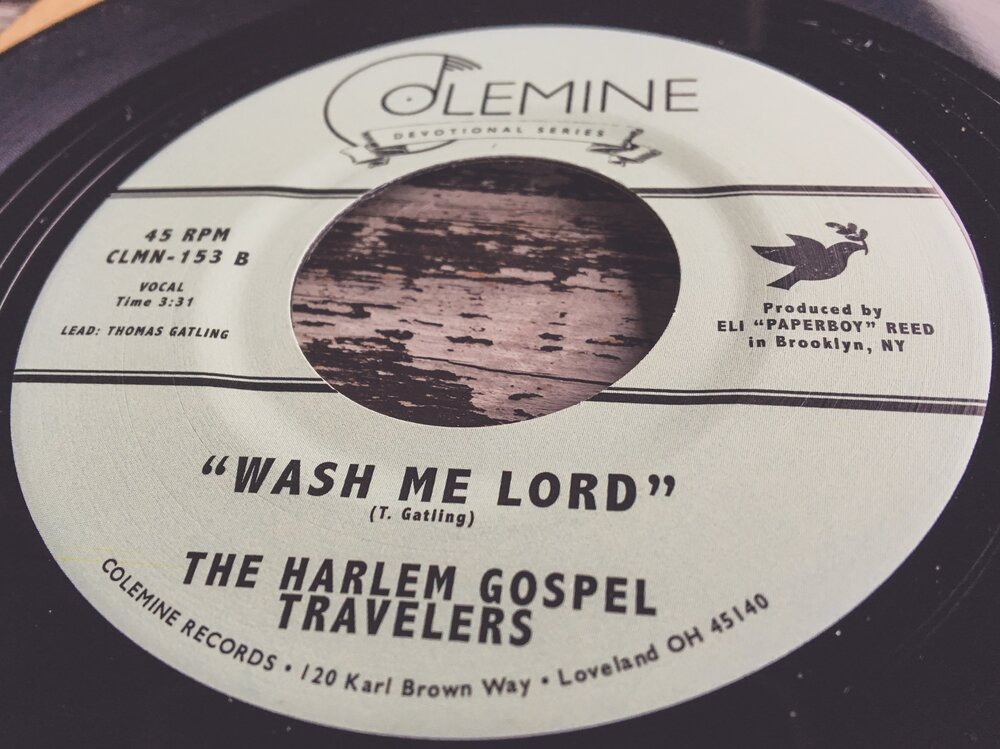 COLEMINE
DEVOTIONAL SERIES
45 RPM
CLMN-153 B
VOCAL
Time 3:31
LEAD: THOMAS GATLING
Produced by
ELI “PAPERBOY” REED
in Brooklyn, NY
“WASH ME LORD”
(T. Gatling)
THE HARLEM GOSPEL
TRAVELERS
COLEMINE RECORDS • 120 Karl Brown Way • Loveland OH 45140